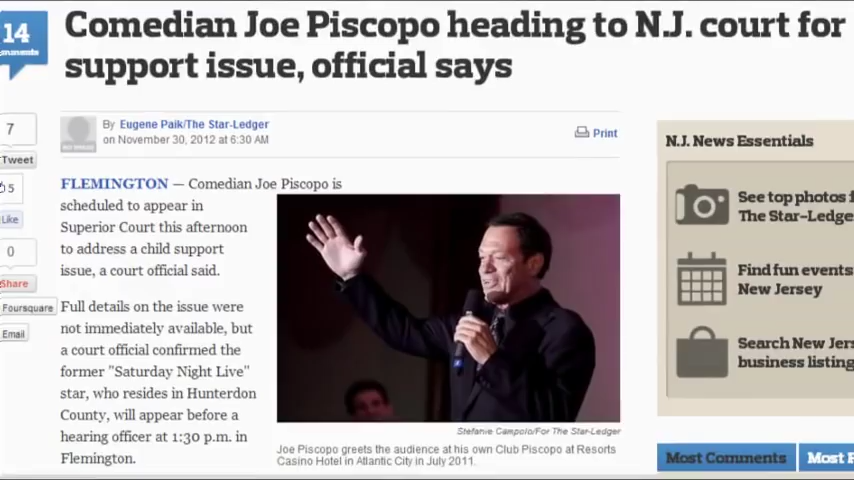 14
comments
Comedian Joe Piscopo heading to N.J. court for
support issue, official says
By Eugene Paik/The Star-Ledger
on November 30, 2012 at 6:30 AM
Print
7
Tweet
5
Like
0
Share
Foursquare
Email
FLEMINGTON — Comedian Joe Piscopo is
scheduled to appear in
Superior Court this afternoon
to address a child support
issue, a court official said.
Full details on the issue were
not immediately available, but
a court official confirmed the
former "Saturday Night Live"
star, who resides in Hunterdon
County, will appear before a
hearing officer at 1:30 p.m. in
Flemington.
Stefanie Campolo/For The Star-Ledger
Joe Piscopo greets the audience at his own Club Piscopo at Resorts
Casino Hotel in Atlantic City in July 2011.
N.J. News Essentials
See top photos f
The Star-Ledge
Find fun events
New Jersey
Search New Jers
business listing
Most Comments
Most